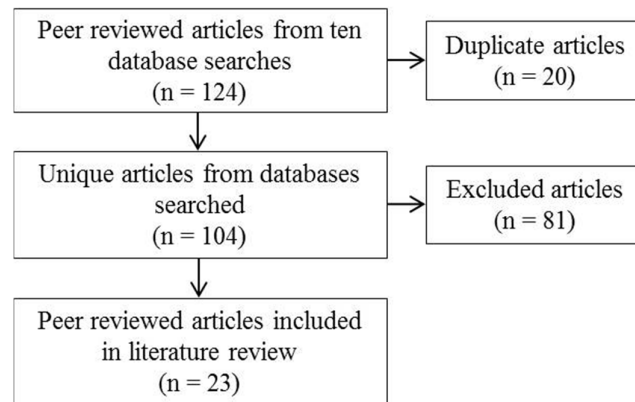 Peer reviewed articles from ten
database searches
(n = 124)
Duplicate articles
(n = 20)
Unique articles from databases
searched
(n = 104)
Excluded articles
(n = 81)
Peer reviewed articles included
in literature review
(n = 23)